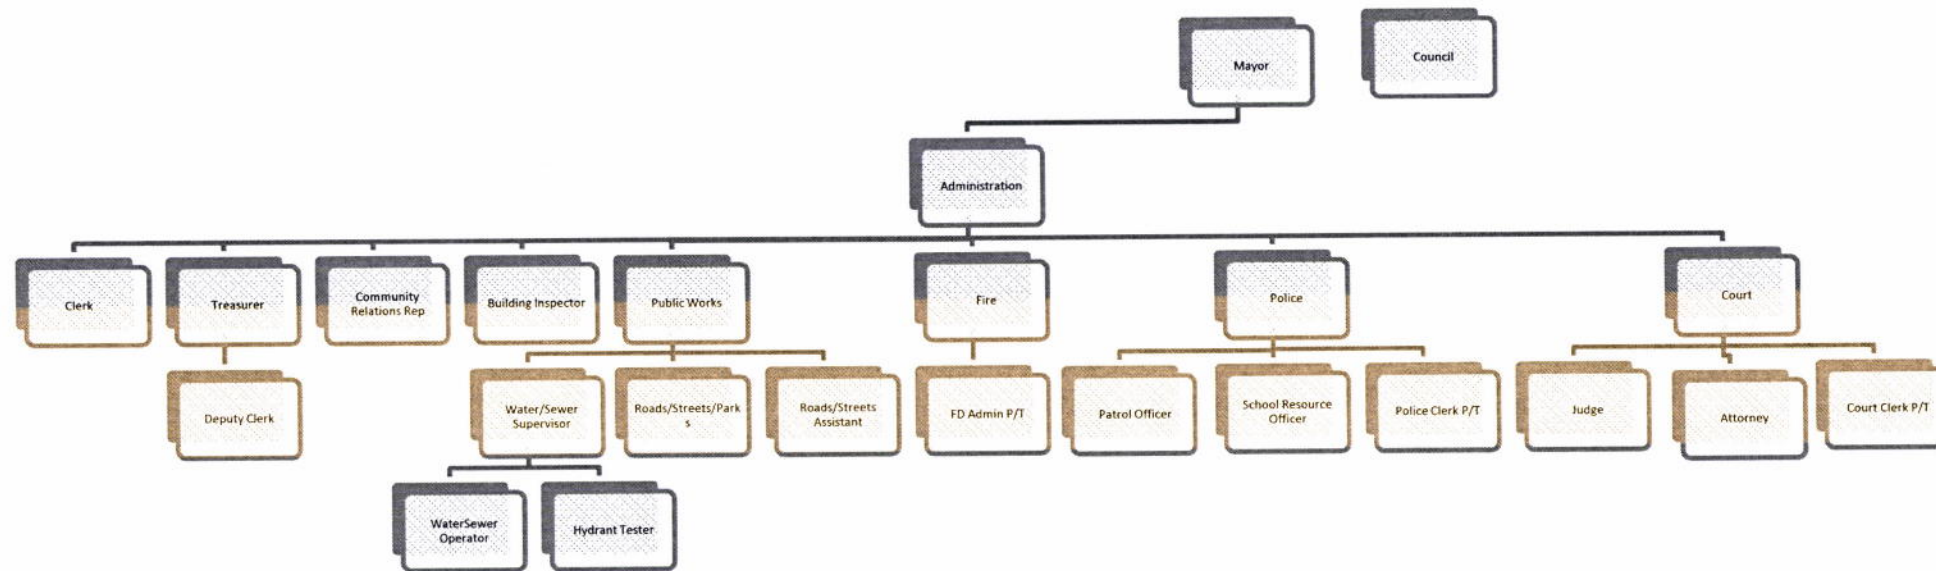 Mayor
Council
Administration
Clerk
Treasurer
Community
Relations Rep
Building Inspector
Public Works
Fire
Police
Court
Deputy Clerk
Water/Sewer
Supervisor
Roads/Streets/Park
s
Roads/Streets
Assistant
FD Admin P/T
Patrol Officer
School Resource
Officer
Police Clerk P/T
Judge
Attorney
Court Clerk P/T
WaterSewer
Operator
Hydrant Tester